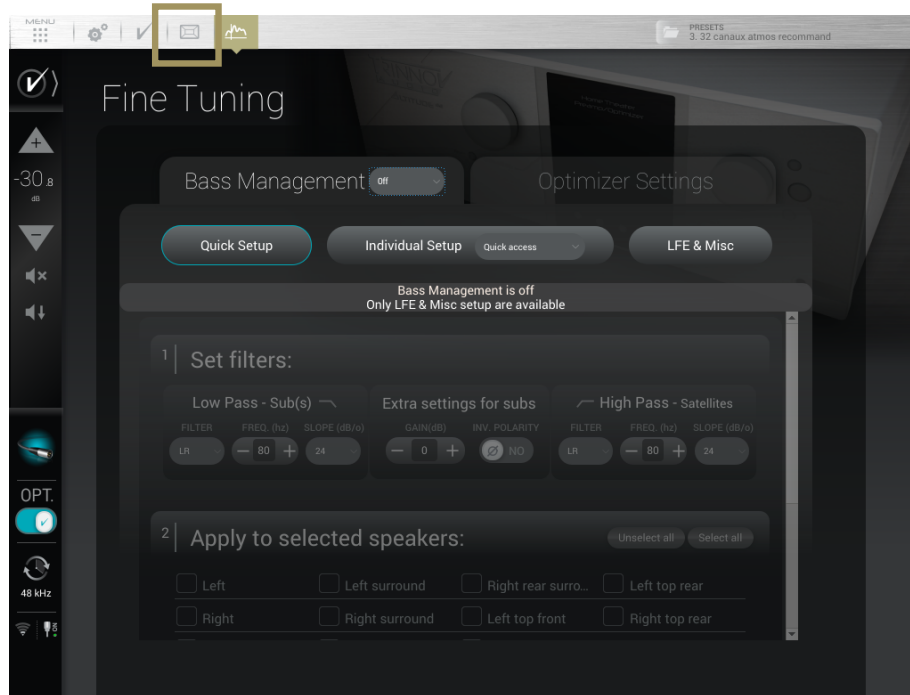 MENU
PRESETS
3. 32 canaux atmos recommand
Fine Tuning
-30.8
dB
Bass Management Off
Optimizer Settings
Quick Setup
Individual Setup Quick access
LFE & Misc
Bass Management is off
Only LFE & Misc setup are available
1 Set filters:
Low Pass - Sub(s)
Extra settings for subs
High Pass - Satellites
FILTER FREQ. (hz) SLOPE (dB/o)
GAIN(dB) INV. POLARITY
FILTER FREQ. (hz) SLOPE (dB/o)
LR 80 24
0 NO
LR 80 24
OPT.
2 Apply to selected speakers:
Unselect all Select all
Left Left surround Right rear surro... Left top rear
48 kHz
Right Right surround Left top front Right top rear